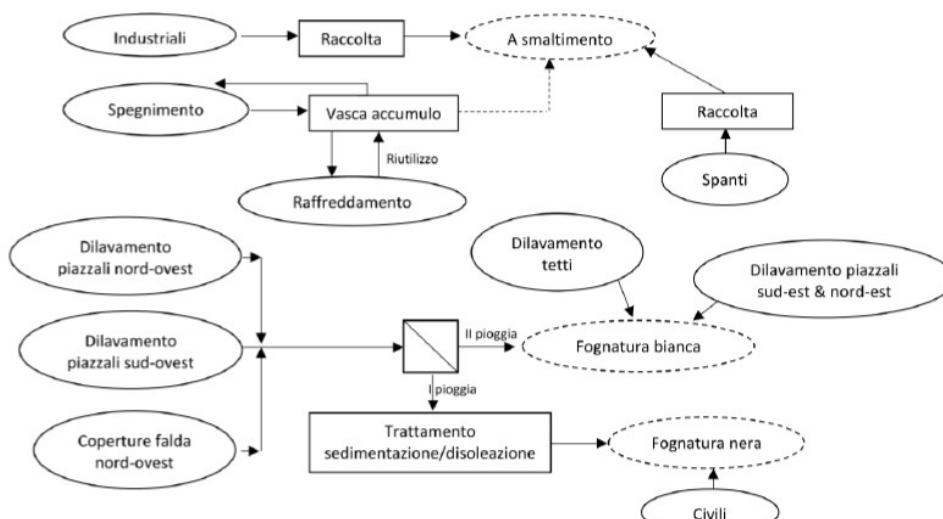 Industriali
Raccolta
A smaltimento
Spegnimento
Vasca accumulo
Raccolta
Riutilizzo
Spanti
Raffreddamento
Dilavamento
piazzali nord-ovest
Dilavamento
tetti
Dilavamento piazzali
sud-est & nord-est
Dilavamento
piazzali sud-ovest
II pioggia
Fognatura bianca
I pioggia
Coperture falda
nord-ovest
Trattamento
sedimentazione/disoleazione
Fognatura nera
Civili